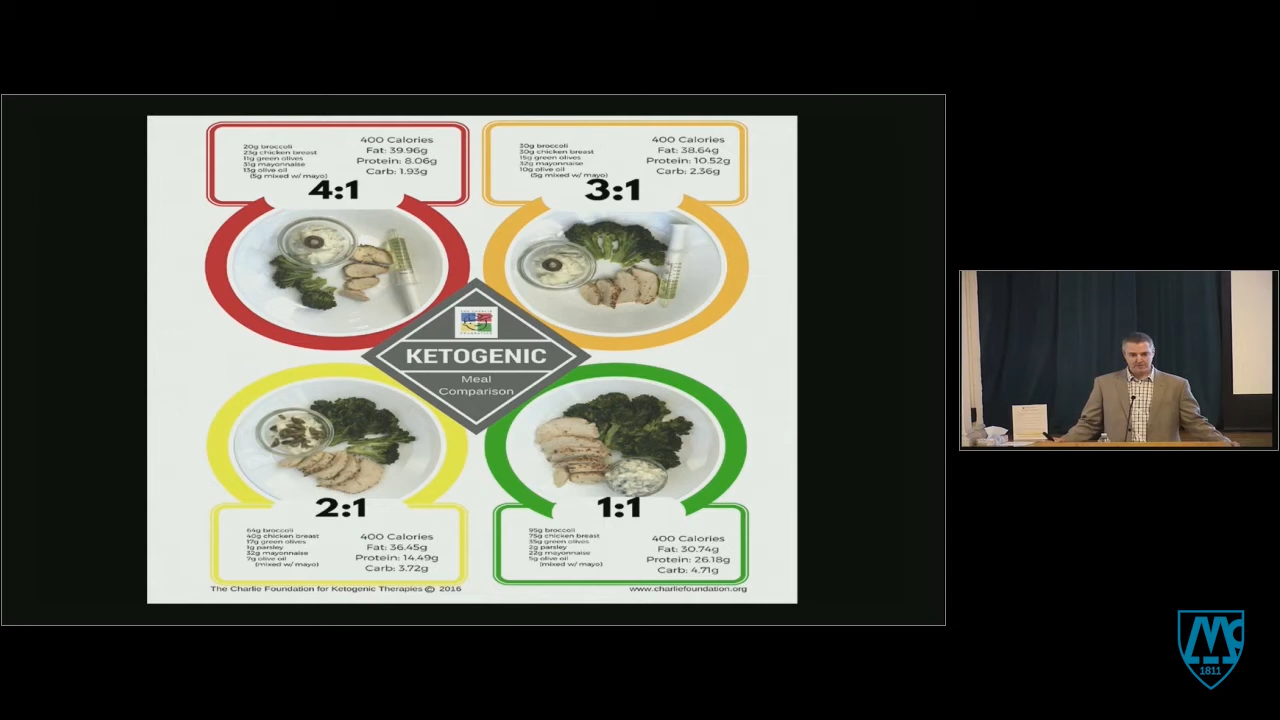 20g broccoli
23g chicken breast
11g green olives
31g mayonnaise
13g olive oil
(5g mixed w/ mayo)
400 Calories
Fat: 39.96g
Protein: 8.06g
Carb: 1.93g
4:1
30g broccoli
30g chicken breast
15g green olives
32g mayonnaise
10g olive oil
(5g mixed w/ mayo)
400 Calories
Fat: 38.64g
Protein: 10.52g
Carb: 2.36g
3:1
KETOGENIC
Meal
Comparison
2:1
64g broccoli
40g chicken breast
17g green olives
1g parsley
32g mayonnaise
7g olive oil
(mixed w/ mayo)
400 Calories
Fat: 36.45g
Protein: 14.49g
Carb: 3.72g
1:1
95g broccoli
75g chicken breast
35g green olives
2g parsley
22g mayonnaise
5g olive oil
(mixed w/ mayo)
400 Calories
Fat: 30.74g
Protein: 26.18g
Carb: 4.71g
The Charlie Foundation for Ketogenic Therapies © 2016
www.charliefoundation.org
1811